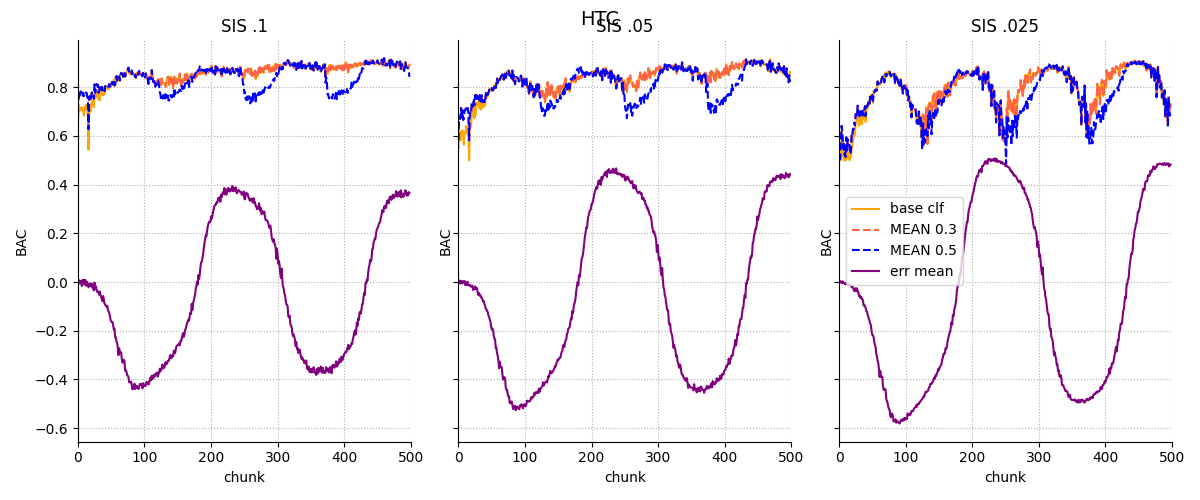 HTC
SIS .1
SIS .05
SIS .025
0.8
0.6
0.4
0.2
0.0
−0.2
−0.4
−0.6
BAC
BAC
BAC
base clf
MEAN 0.3
MEAN 0.5
err mean
0 100 200 300 400 500
0 100 200 300 400 500
0 100 200 300 400 500
chunk
chunk
chunk